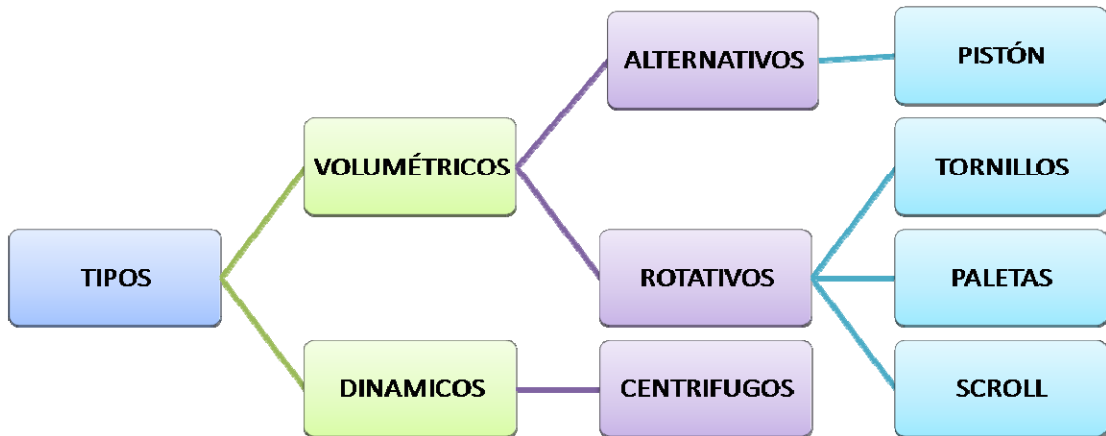 TIPOS
VOLUMÉTRICOS
DINAMICOS
ALTERNATIVOS
ROTATIVOS
CENTRIFUGOS
PISTÓN
TORNILLOS
PALETAS
SCROLL